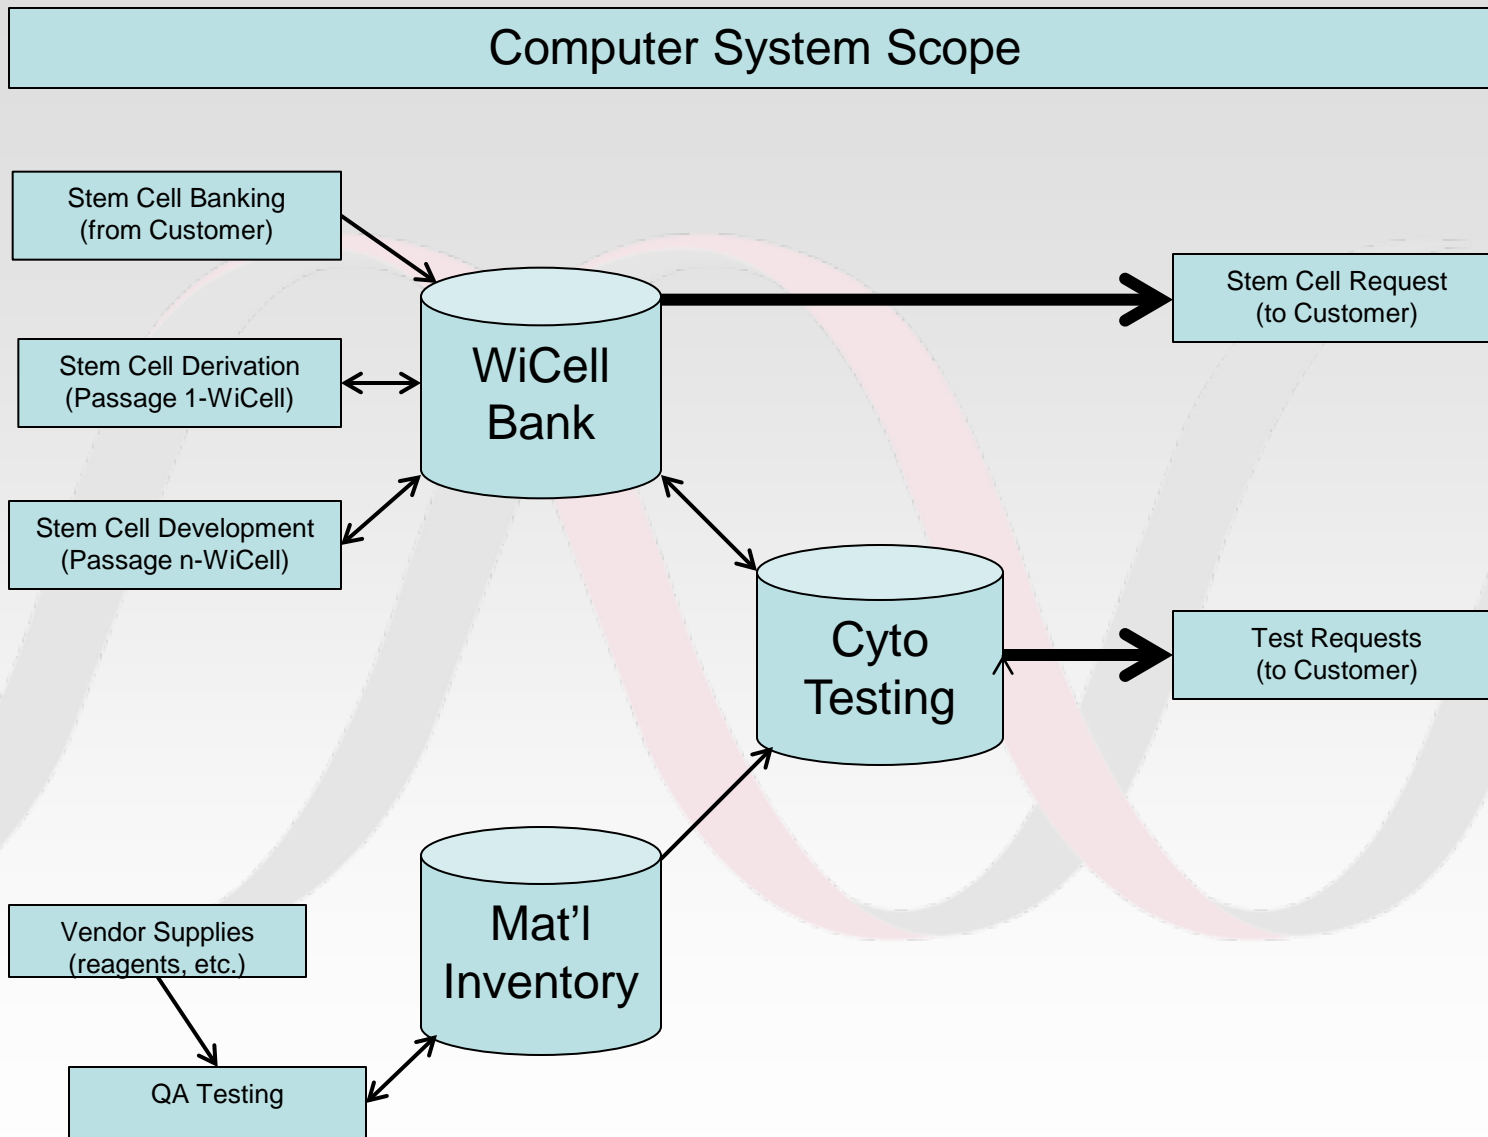 Computer System Scope
Stem Cell Banking
(from Customer)
Stem Cell Request
(to Customer)
Stem Cell Derivation
(Passage 1-WiCell)
WiCell
Bank
Stem Cell Development
(Passage n-WiCell)
Cyto
Testing
Test Requests
(to Customer)
Vendor Supplies
(reagents, etc.)
Mat'l
Inventory
QA Testing